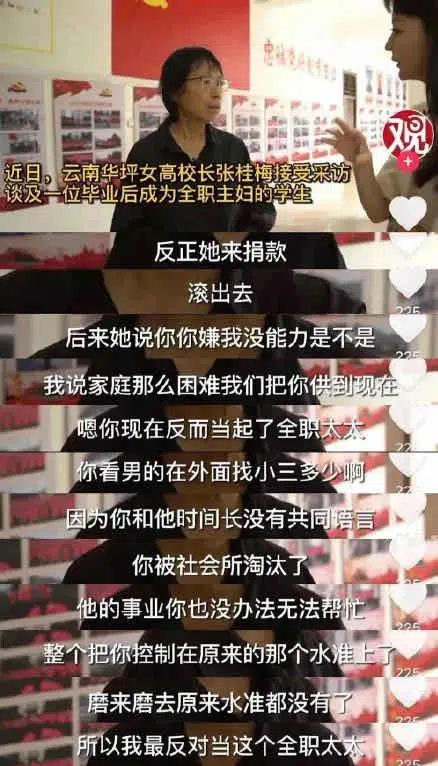 观
近日，云南华坪女高校长张桂梅接受采访
谈及一位毕业后成为全职主妇的学生
反正她来捐款
滚出去
225
后来她说你你嫌我没能力是不是
225
我说家庭那么困难我们把你供到现在
嗯你现在反而当起了全职太太
你看男的在外面找小三多少啊
因为你和他时间长没有共同语言
225
你被社会所淘汰了
他的事业你也没办法无法帮忙
整个把你控制在原来的那个水准上了
磨来磨去原来水准都没有了
所以我最反对当这个全职太太